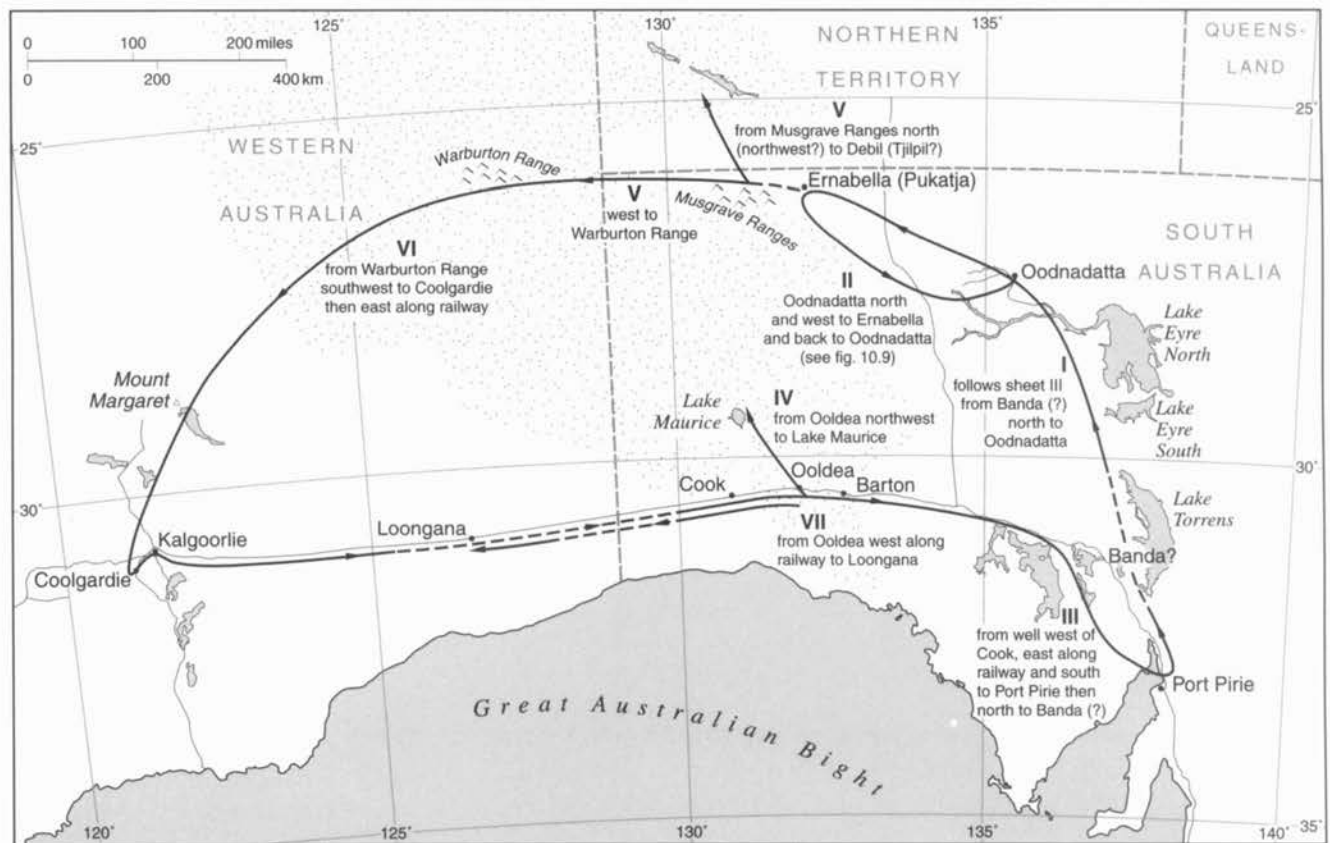 125°
130°
135°
0 100 200 miles
0 200 400 km
NORTHERN
TERRITORY
QUEENS-
LAND
25°
25°
V
from Musgrave Ranges north
(northwest?) to Debil (Tjilpil?)
WESTERN
AUSTRALIA
Warburton Range
Ernabella (Pukatja)
V
west to
Warburton Range
Musgrave Ranges
SOUTH
AUSTRALIA
VI
from Warburton Range
southwest to Coolgardie
then east along railway
Oodnadatta
II
Oodnadatta north
and west to Ernabella
and back to Oodnadatta
(see fig. 10.9)
Lake
Eyre
North
I
follows sheet III
from Banda (?)
north to
Oodnadatta
Mount
Margaret
Lake
Maurice
IV
from Ooldea northwest
to Lake Maurice
Lake
Eyre
South
30°
30°
Cook
Ooldea
Barton
Lake
Torrens
Kalgoorlie
Loongana
VII
from Ooldea west along
railway to Loongana
Banda?
Coolgardie
III
from well west of
Cook, east along
railway and south
to Port Pirie then
north to Banda (?)
Port Pirie
Great Australian Bight
120°
125°
130°
135°
140°
35°